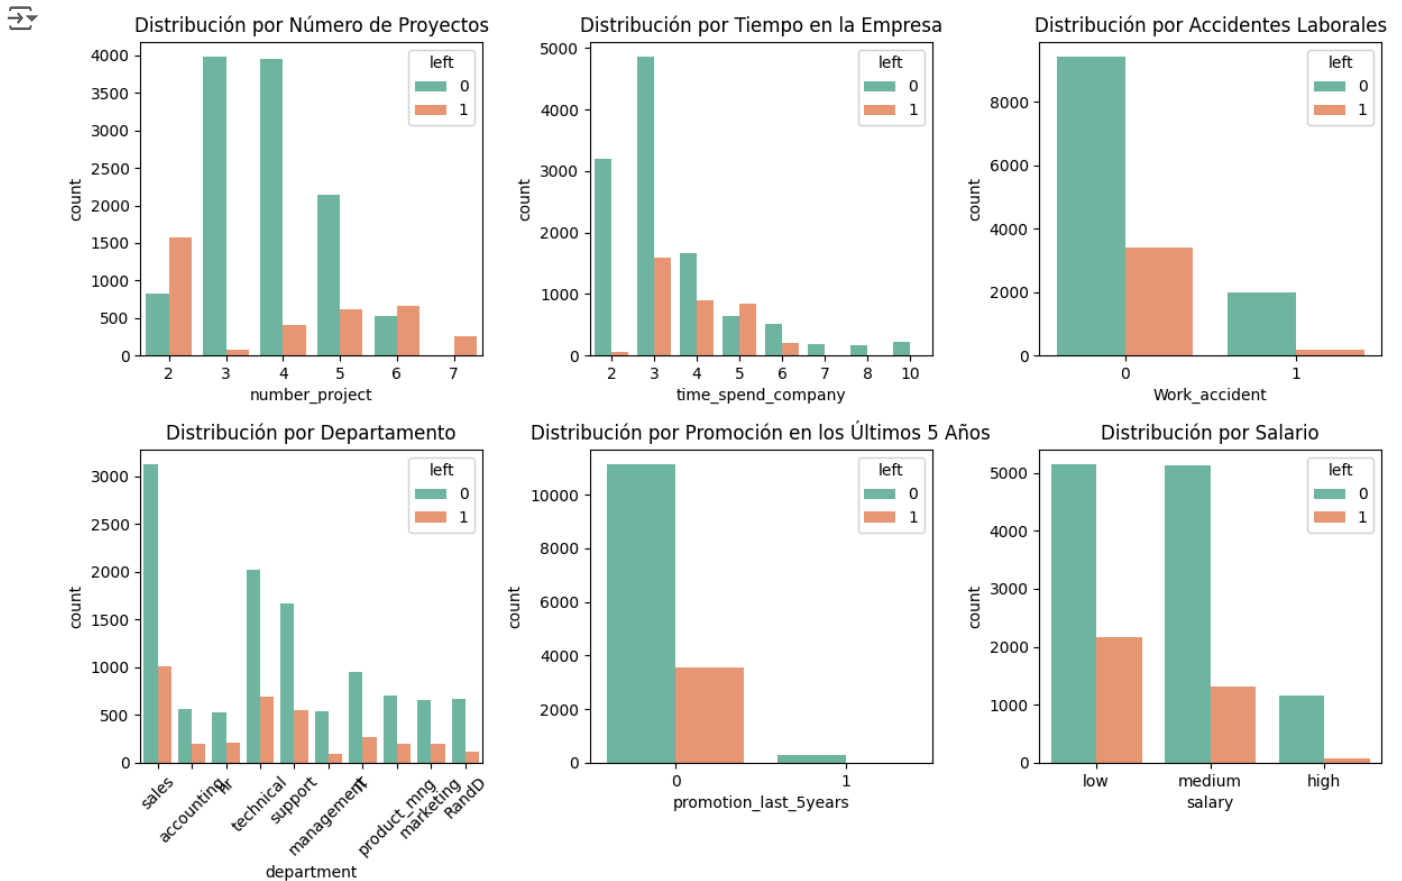 Distribución por Número de Proyectos
4000
3500
3000
2500
2000
1500
1000
500
0
count
left
0
1
2 3 4 5 6 7
number_project
Distribución por Tiempo en la Empresa
5000
4000
3000
2000
1000
0
count
left
0
1
2 3 4 5 6 7 8 10
time_spend_company
Distribución por Accidentes Laborales
8000
6000
4000
2000
0
count
left
0
1
0 1
Work_accident
Distribución por Departamento
3000
2500
2000
1500
1000
500
0
count
left
0
1
sales accounting hr technical support management IT product_mng marketing RandD
department
Distribución por Promoción en los Últimos 5 Años
10000
8000
6000
4000
2000
0
count
left
0
1
0 1
promotion_last_5years
Distribución por Salario
5000
4000
3000
2000
1000
0
count
left
0
1
low medium high
salary